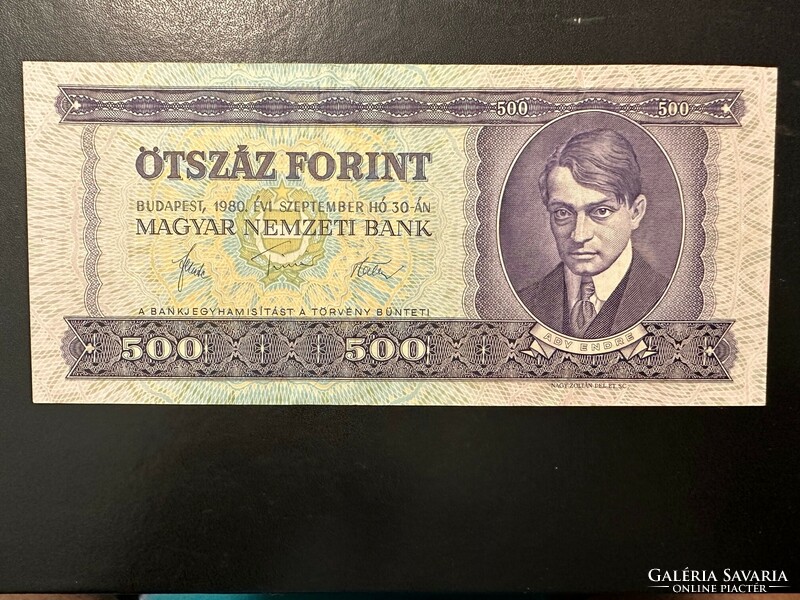 500 500
ÖTSZÁZ FORINT
BUDAPEST, 1980. ÉVI SZEPTEMBER HÓ 30-ÁN
MAGYAR NEMZETI BANK
A BANKJEGYHAMISÍTÁST A TÖRVÉNY BÜNTETI
500 500
ADY ENDRE
NAGY ZOLTÁN DEL. ET. SC.
GALÉRIA SAVARIA
ONLINE PIACTÉR